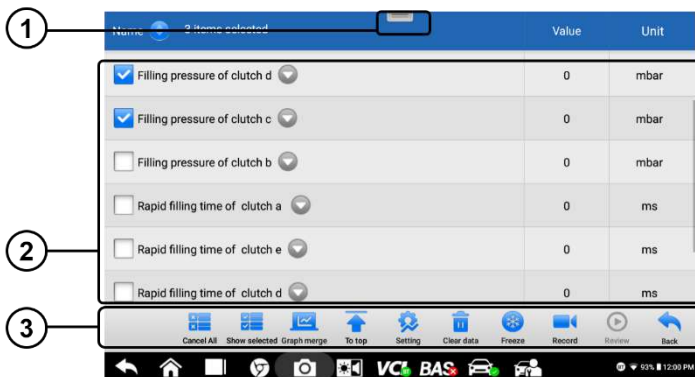 1
Name 3 items selected Value Unit
Filling pressure of clutch d 0 mbar
Filling pressure of clutch c 0 mbar
Filling pressure of clutch b 0 mbar
Rapid filling time of clutch a 0 ms
2
Rapid filling time of clutch e 0 ms
Rapid filling time of clutch d 0 ms
3
Cancel All Show selected Graph merge To top Setting Clear data Freeze Record Review Back
VCI BAS 93% 12:00 PM